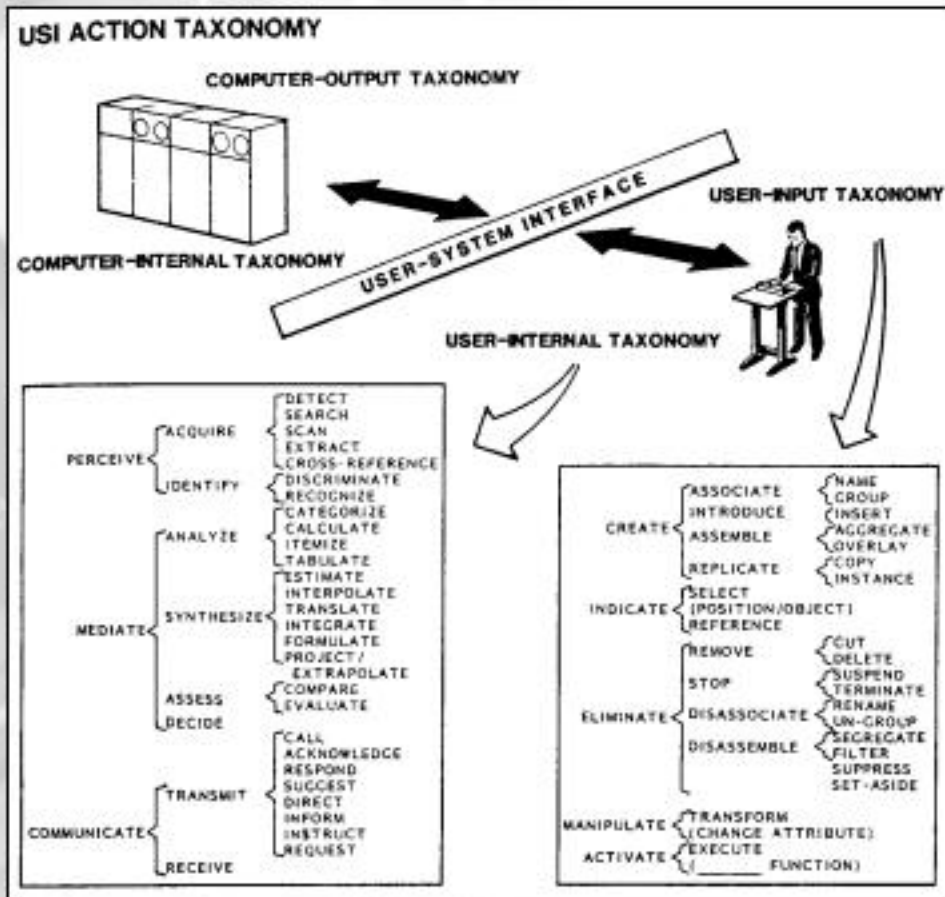 USI ACTION TAXONOMY
COMPUTER-OUTPUT TAXONOMY
USER-SYSTEM INTERFACE
USER-INPUT TAXONOMY
COMPUTER-INTERNAL TAXONOMY
USER-INTERNAL TAXONOMY
PERCEIVE
ACQUIRE
DETECT
SEARCH
SCAN
EXTRACT
CROSS-REFERENCE
IDENTIFY
DISCRIMINATE
RECOGNIZE
MEDIATE
ANALYZE
CATEGORIZE
CALCULATE
ITEMIZE
TABULATE
SYNTHESIZE
ESTIMATE
INTERPOLATE
TRANSLATE
INTEGRATE
FORMULATE
PROJECT/
EXTRAPOLATE
ASSESS
COMPARE
EVALUATE
DECIDE
COMMUNICATE
TRANSMIT
CALL
ACKNOWLEDGE
RESPOND
SUGGEST
DIRECT
INFORM
INSTRUCT
REQUEST
RECEIVE
CREATE
ASSOCIATE
NAME
GROUP
INTRODUCE
INSERT
ASSEMBLE
AGGREGATE
OVERLAY
REPLICATE
COPY
INSTANCE
INDICATE
SELECT
(POSITION/OBJECT)
REFERENCE
ELIMINATE
REMOVE
CUT
DELETE
STOP
SUSPEND
TERMINATE
DISASSOCIATE
RENAME
UN-GROUP
DISASSEMBLE
SEGREGATE
FILTER
SUPPRESS
SET-ASIDE
MANIPULATE
TRANSFORM
(CHANGE ATTRIBUTE)
ACTIVATE
EXECUTE
(______ FUNCTION)